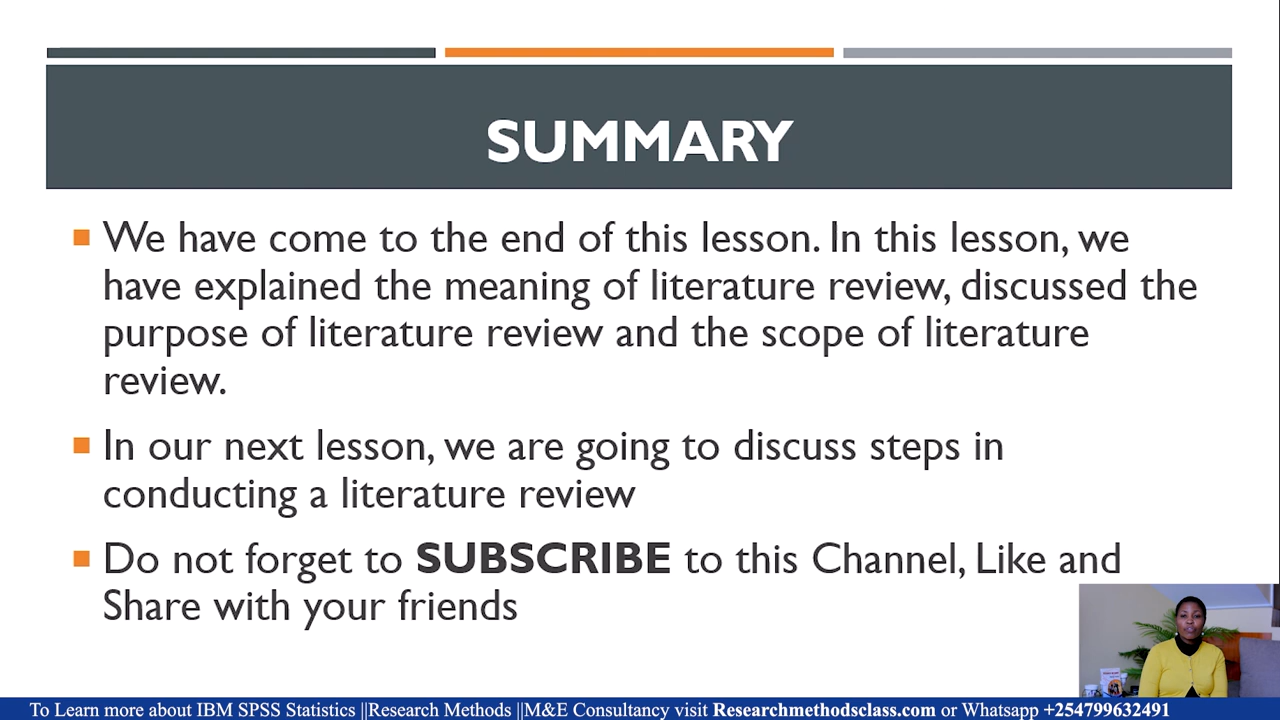 SUMMARY
We have come to the end of this lesson. In this lesson, we
have explained the meaning of literature review, discussed the
purpose of literature review and the scope of literature
review.
In our next lesson, we are going to discuss steps in
conducting a literature review
Do not forget to SUBSCRIBE to this Channel, Like and
Share with your friends
To Learn more about IBM SPSS Statistics ||Research Methods ||M&E Consultancy visit Researchmethodsclass.com or Whatsapp +254799632491